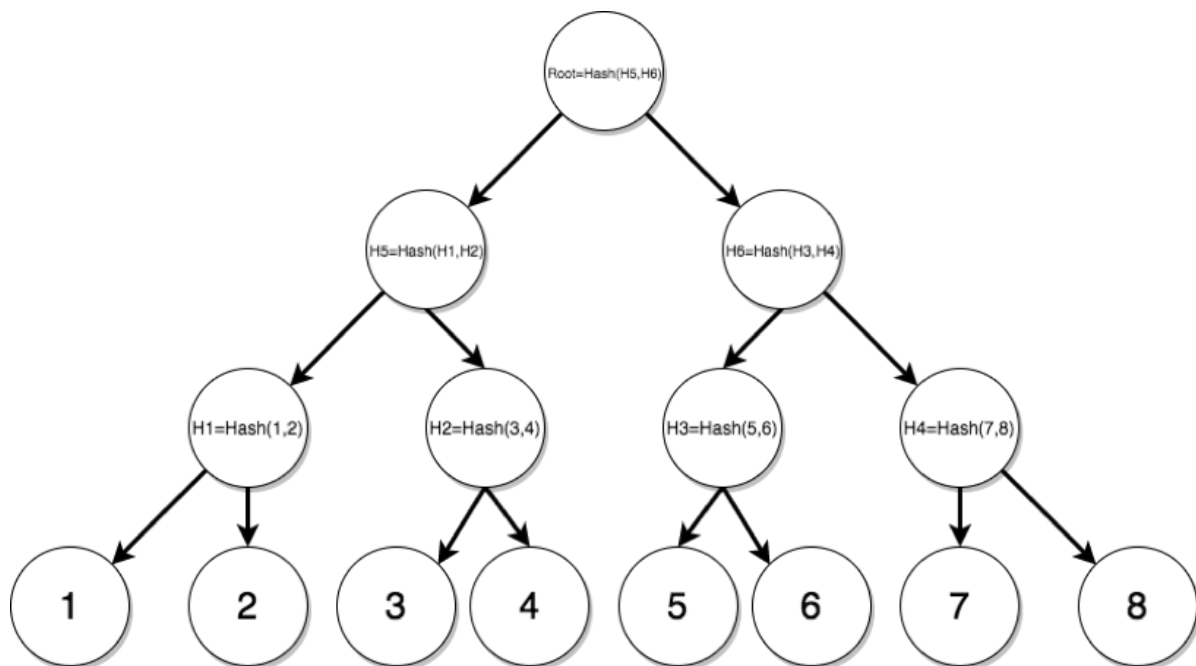 Root=Hash(H5,H6)
H5=Hash(H1,H2)
H6=Hash(H3,H4)
H1=Hash(1,2)
H2=Hash(3,4)
H3=Hash(5,6)
H4=Hash(7,8)
1
2
3
4
5
6
7
8